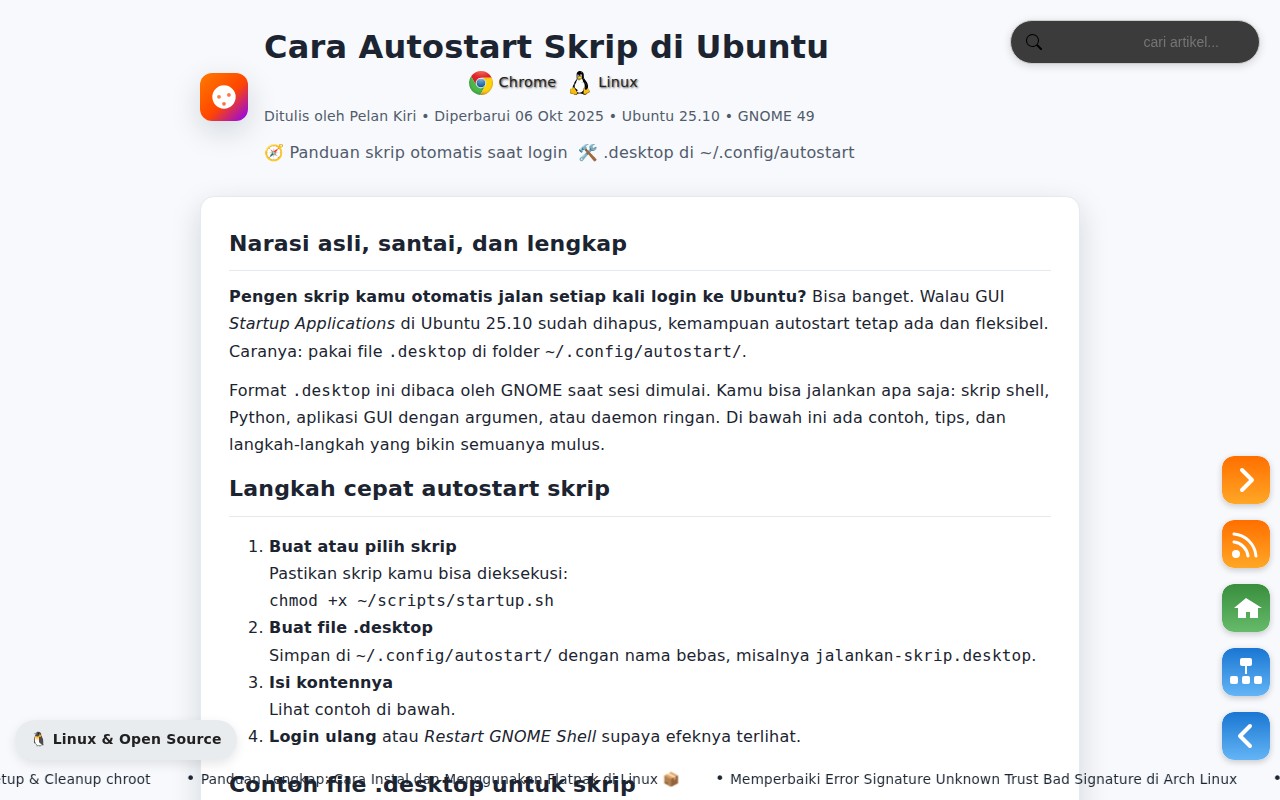 Cara Autostart Skrip di Ubuntu
cari artikel...
Chrome Linux
Ditulis oleh Pelan Kiri • Diperbarui 06 Okt 2025 • Ubuntu 25.10 • GNOME 49
🧭 Panduan skrip otomatis saat login 🛠️ .desktop di ~/.config/autostart
Narasi asli, santai, dan lengkap
Pengen skrip kamu otomatis jalan setiap kali login ke Ubuntu? Bisa banget. Walau GUI
Startup Applications di Ubuntu 25.10 sudah dihapus, kemampuan autostart tetap ada dan fleksibel.
Caranya: pakai file .desktop di folder ~/.config/autostart/.
Format .desktop ini dibaca oleh GNOME saat sesi dimulai. Kamu bisa jalankan apa saja: skrip shell,
Python, aplikasi GUI dengan argumen, atau daemon ringan. Di bawah ini ada contoh, tips, dan
langkah-langkah yang bikin semuanya mulus.
Langkah cepat autostart skrip
1. Buat atau pilih skrip
Pastikan skrip kamu bisa dieksekusi:
chmod +x ~/scripts/startup.sh
2. Buat file .desktop
Simpan di ~/.config/autostart/ dengan nama bebas, misalnya jalankan-skrip.desktop.
3. Isi kontennya
Lihat contoh di bawah.
4. Login ulang atau Restart GNOME Shell supaya efeknya terlihat.
🐧 Linux & Open Source
Contoh file .desktop untuk skrip
tup & Cleanup chroot • Panduan Lengkap: Cara Instal dan Menggunakan Flatpak di Linux 📦 • Memperbaiki Error Signature Unknown Trust Bad Signature di Arch Linux •